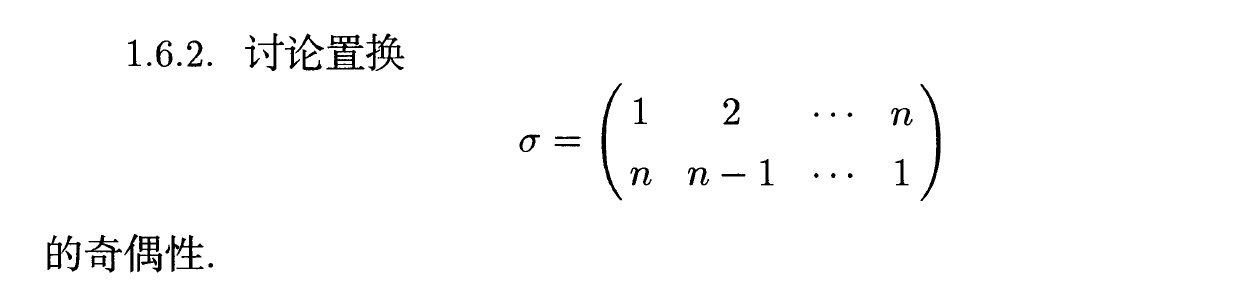 1.6.2. 讨论置换
σ = ( 1 2 ⋯ n
n n − 1 ⋯ 1 )
的奇偶性.